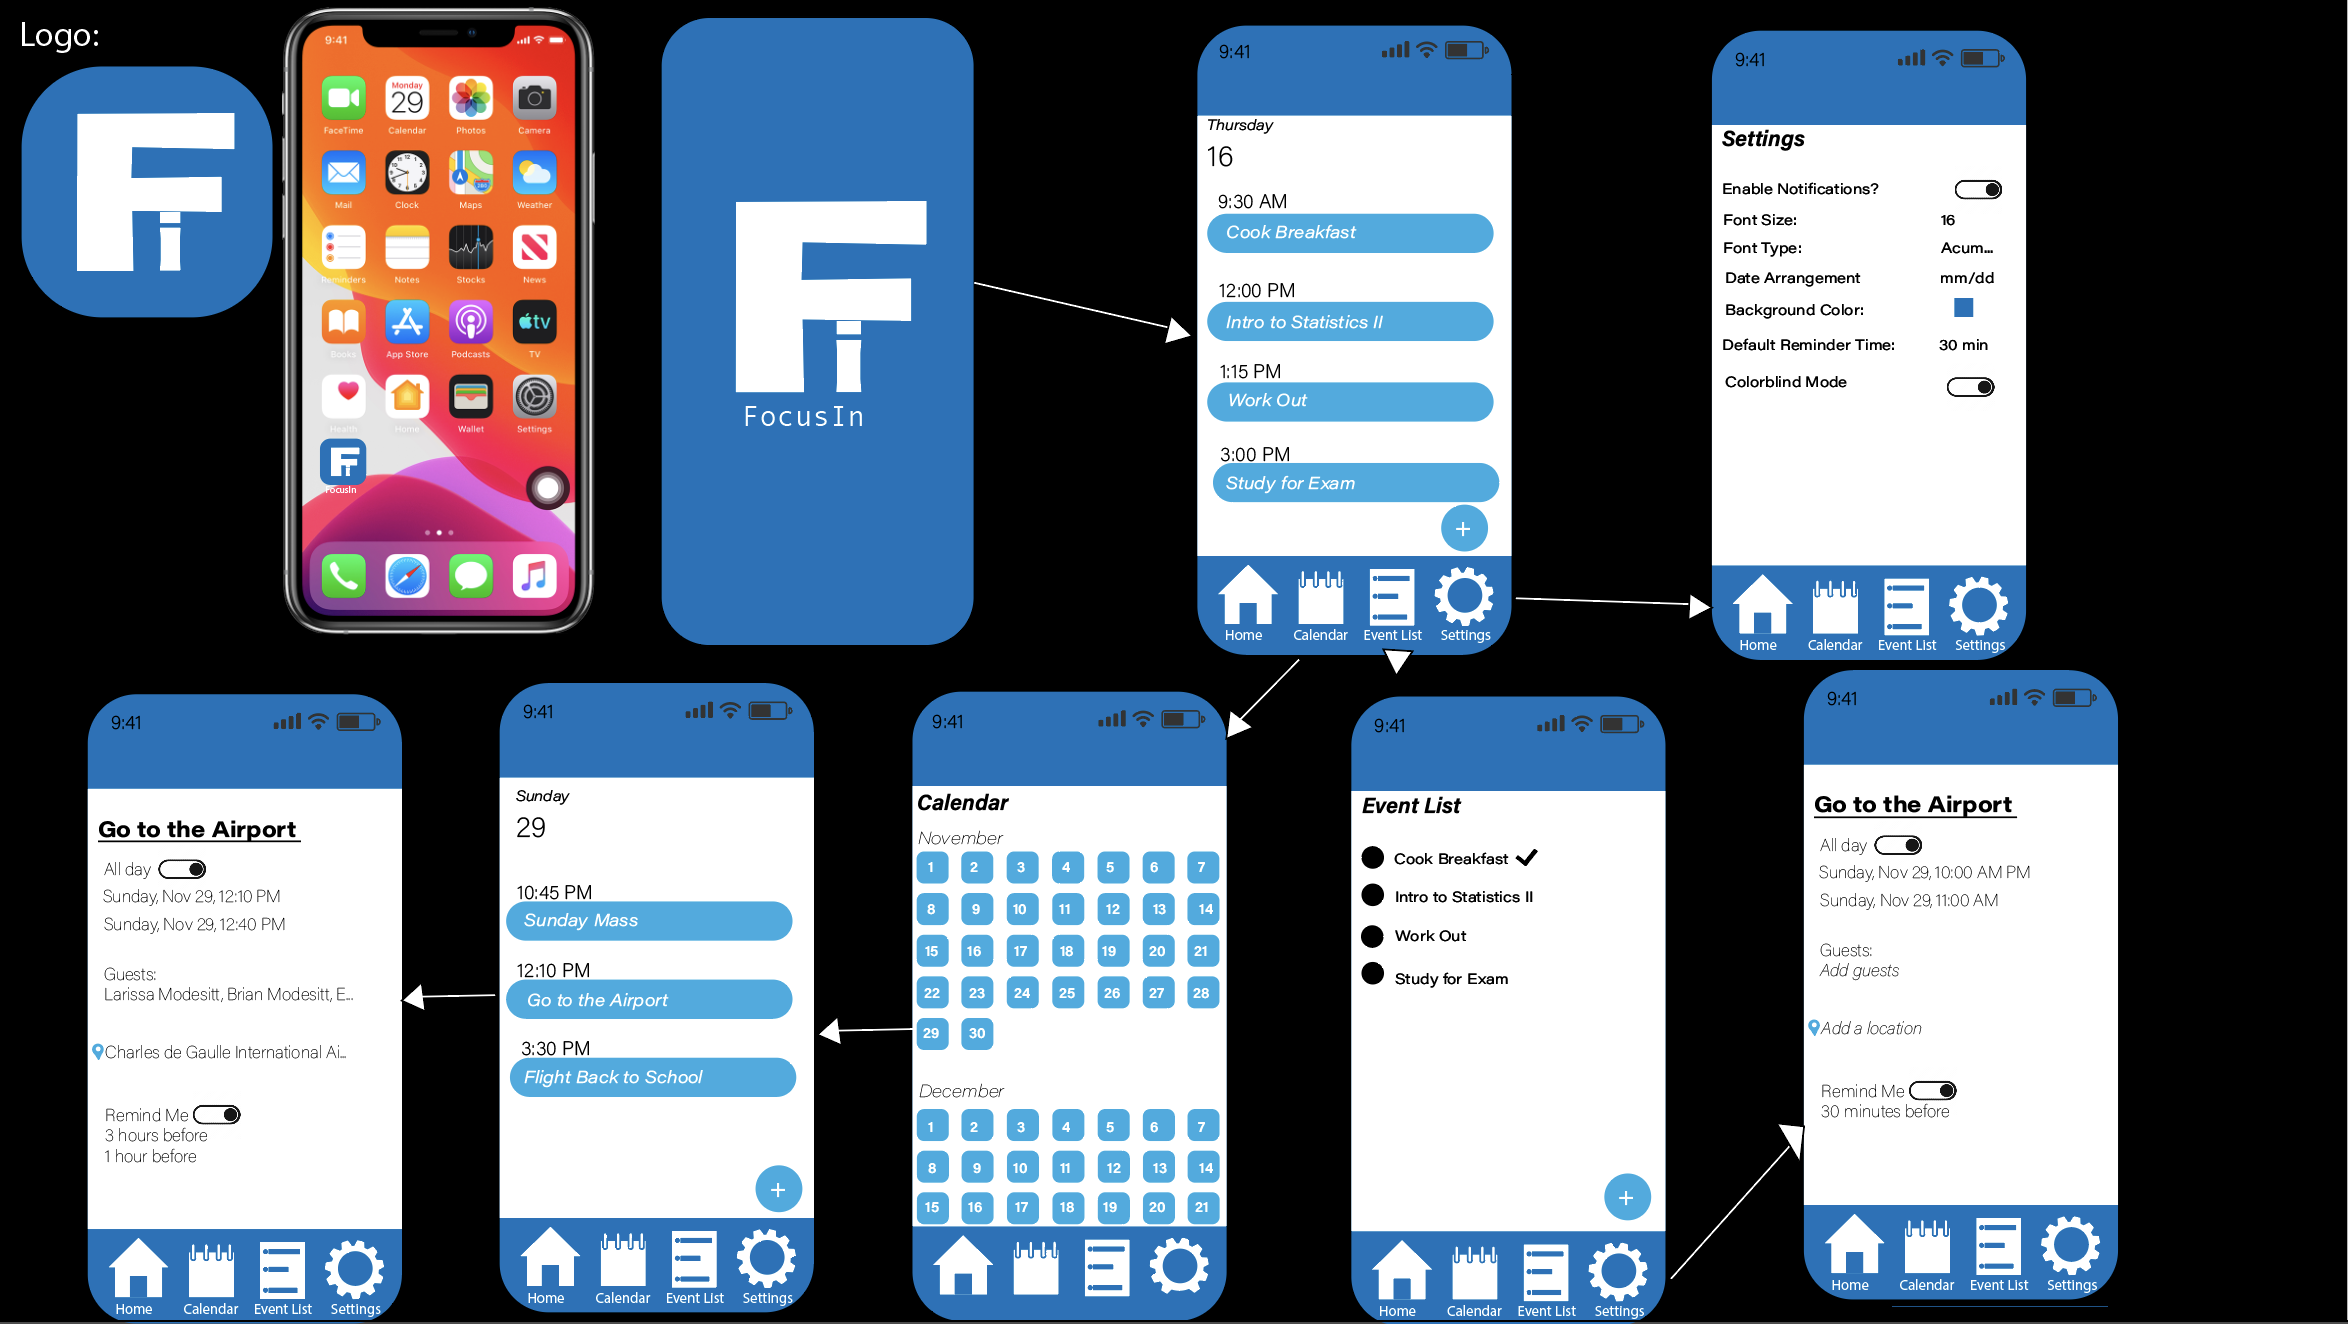 Logo:
Fi
9:41
Monday
29
FaceTime
Calendar
Photos
Camera
Mail
Clock
Maps
Weather
Reminders
Notes
Stocks
News
Books
App Store
Podcasts
tv
TV
Health
Home
Wallet
Settings
Fi
FocusIn
Fi
FocusIn
9:41
Thursday
16
9:30 AM
Cook Breakfast
12:00 PM
Intro to Statistics II
1:15 PM
Work Out
3:00 PM
Study for Exam
+
Home
Calendar
Event List
Settings
9:41
Settings
Enable Notifications?
Font Size: 16
Font Type: Acum...
Date Arrangement mm/dd
Background Color:
Default Reminder Time: 30 min
Colorblind Mode
Home
Calendar
Event List
Settings
9:41
Go to the Airport
All day
Sunday, Nov 29, 12:10 PM
Sunday, Nov 29, 12:40 PM
Guests:
Larissa Modesitt, Brian Modesitt, E...
Charles de Gaulle International Ai...
Remind Me
3 hours before
1 hour before
Home
Calendar
Event List
Settings
9:41
Sunday
29
10:45 PM
Sunday Mass
12:10 PM
Go to the Airport
3:30 PM
Flight Back to School
+
Home
Calendar
Event List
Settings
9:41
Calendar
November
1 2 3 4 5 6 7
8 9 10 11 12 13 14
15 16 17 18 19 20 21
22 23 24 25 26 27 28
29 30
December
1 2 3 4 5 6 7
8 9 10 11 12 13 14
15 16 17 18 19 20 21
9:41
Event List
Cook Breakfast
Intro to Statistics II
Work Out
Study for Exam
+
Home
Calendar
Event List
Settings
9:41
Go to the Airport
All day
Sunday, Nov 29, 10:00 AM PM
Sunday, Nov 29, 11:00 AM
Guests:
Add guests
Add a location
Remind Me
30 minutes before
Home
Calendar
Event List
Settings